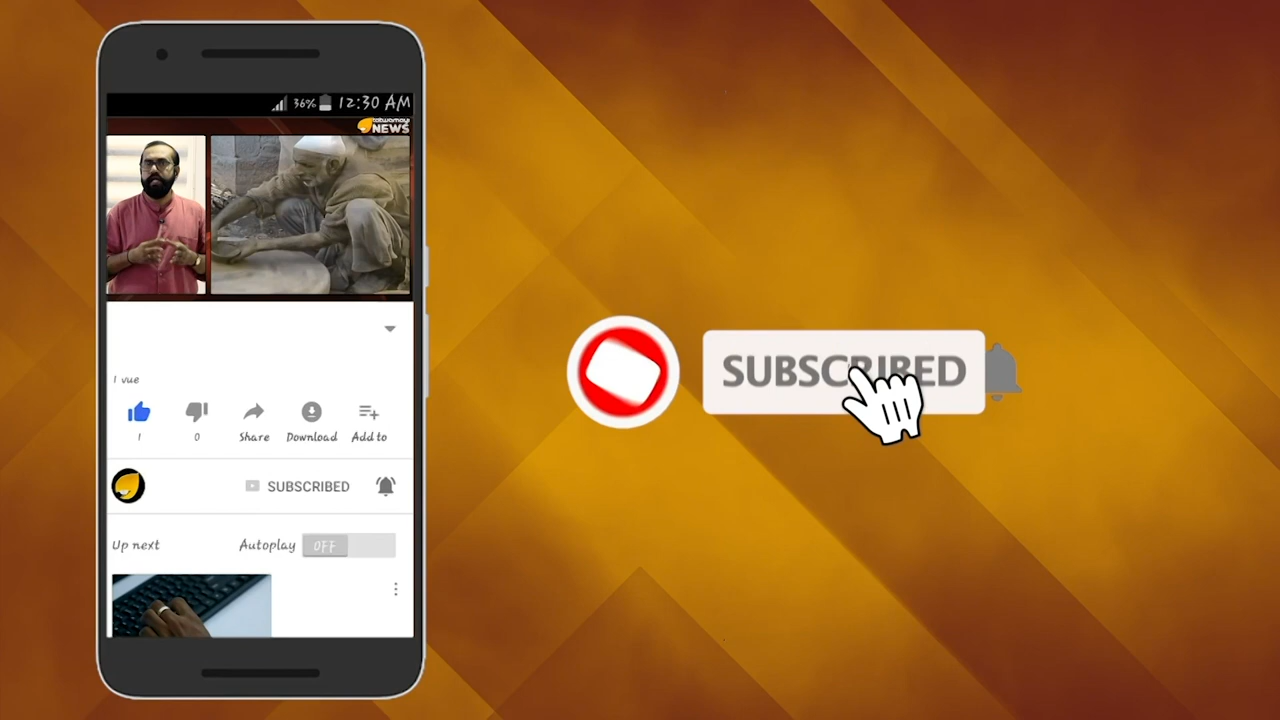 36% 12:30 AM
tatwamayi
NEWS
1 vue
1 0 Share Download Add to
SUBSCRIBED
Up next Autoplay OFF
SUBSCRIBED